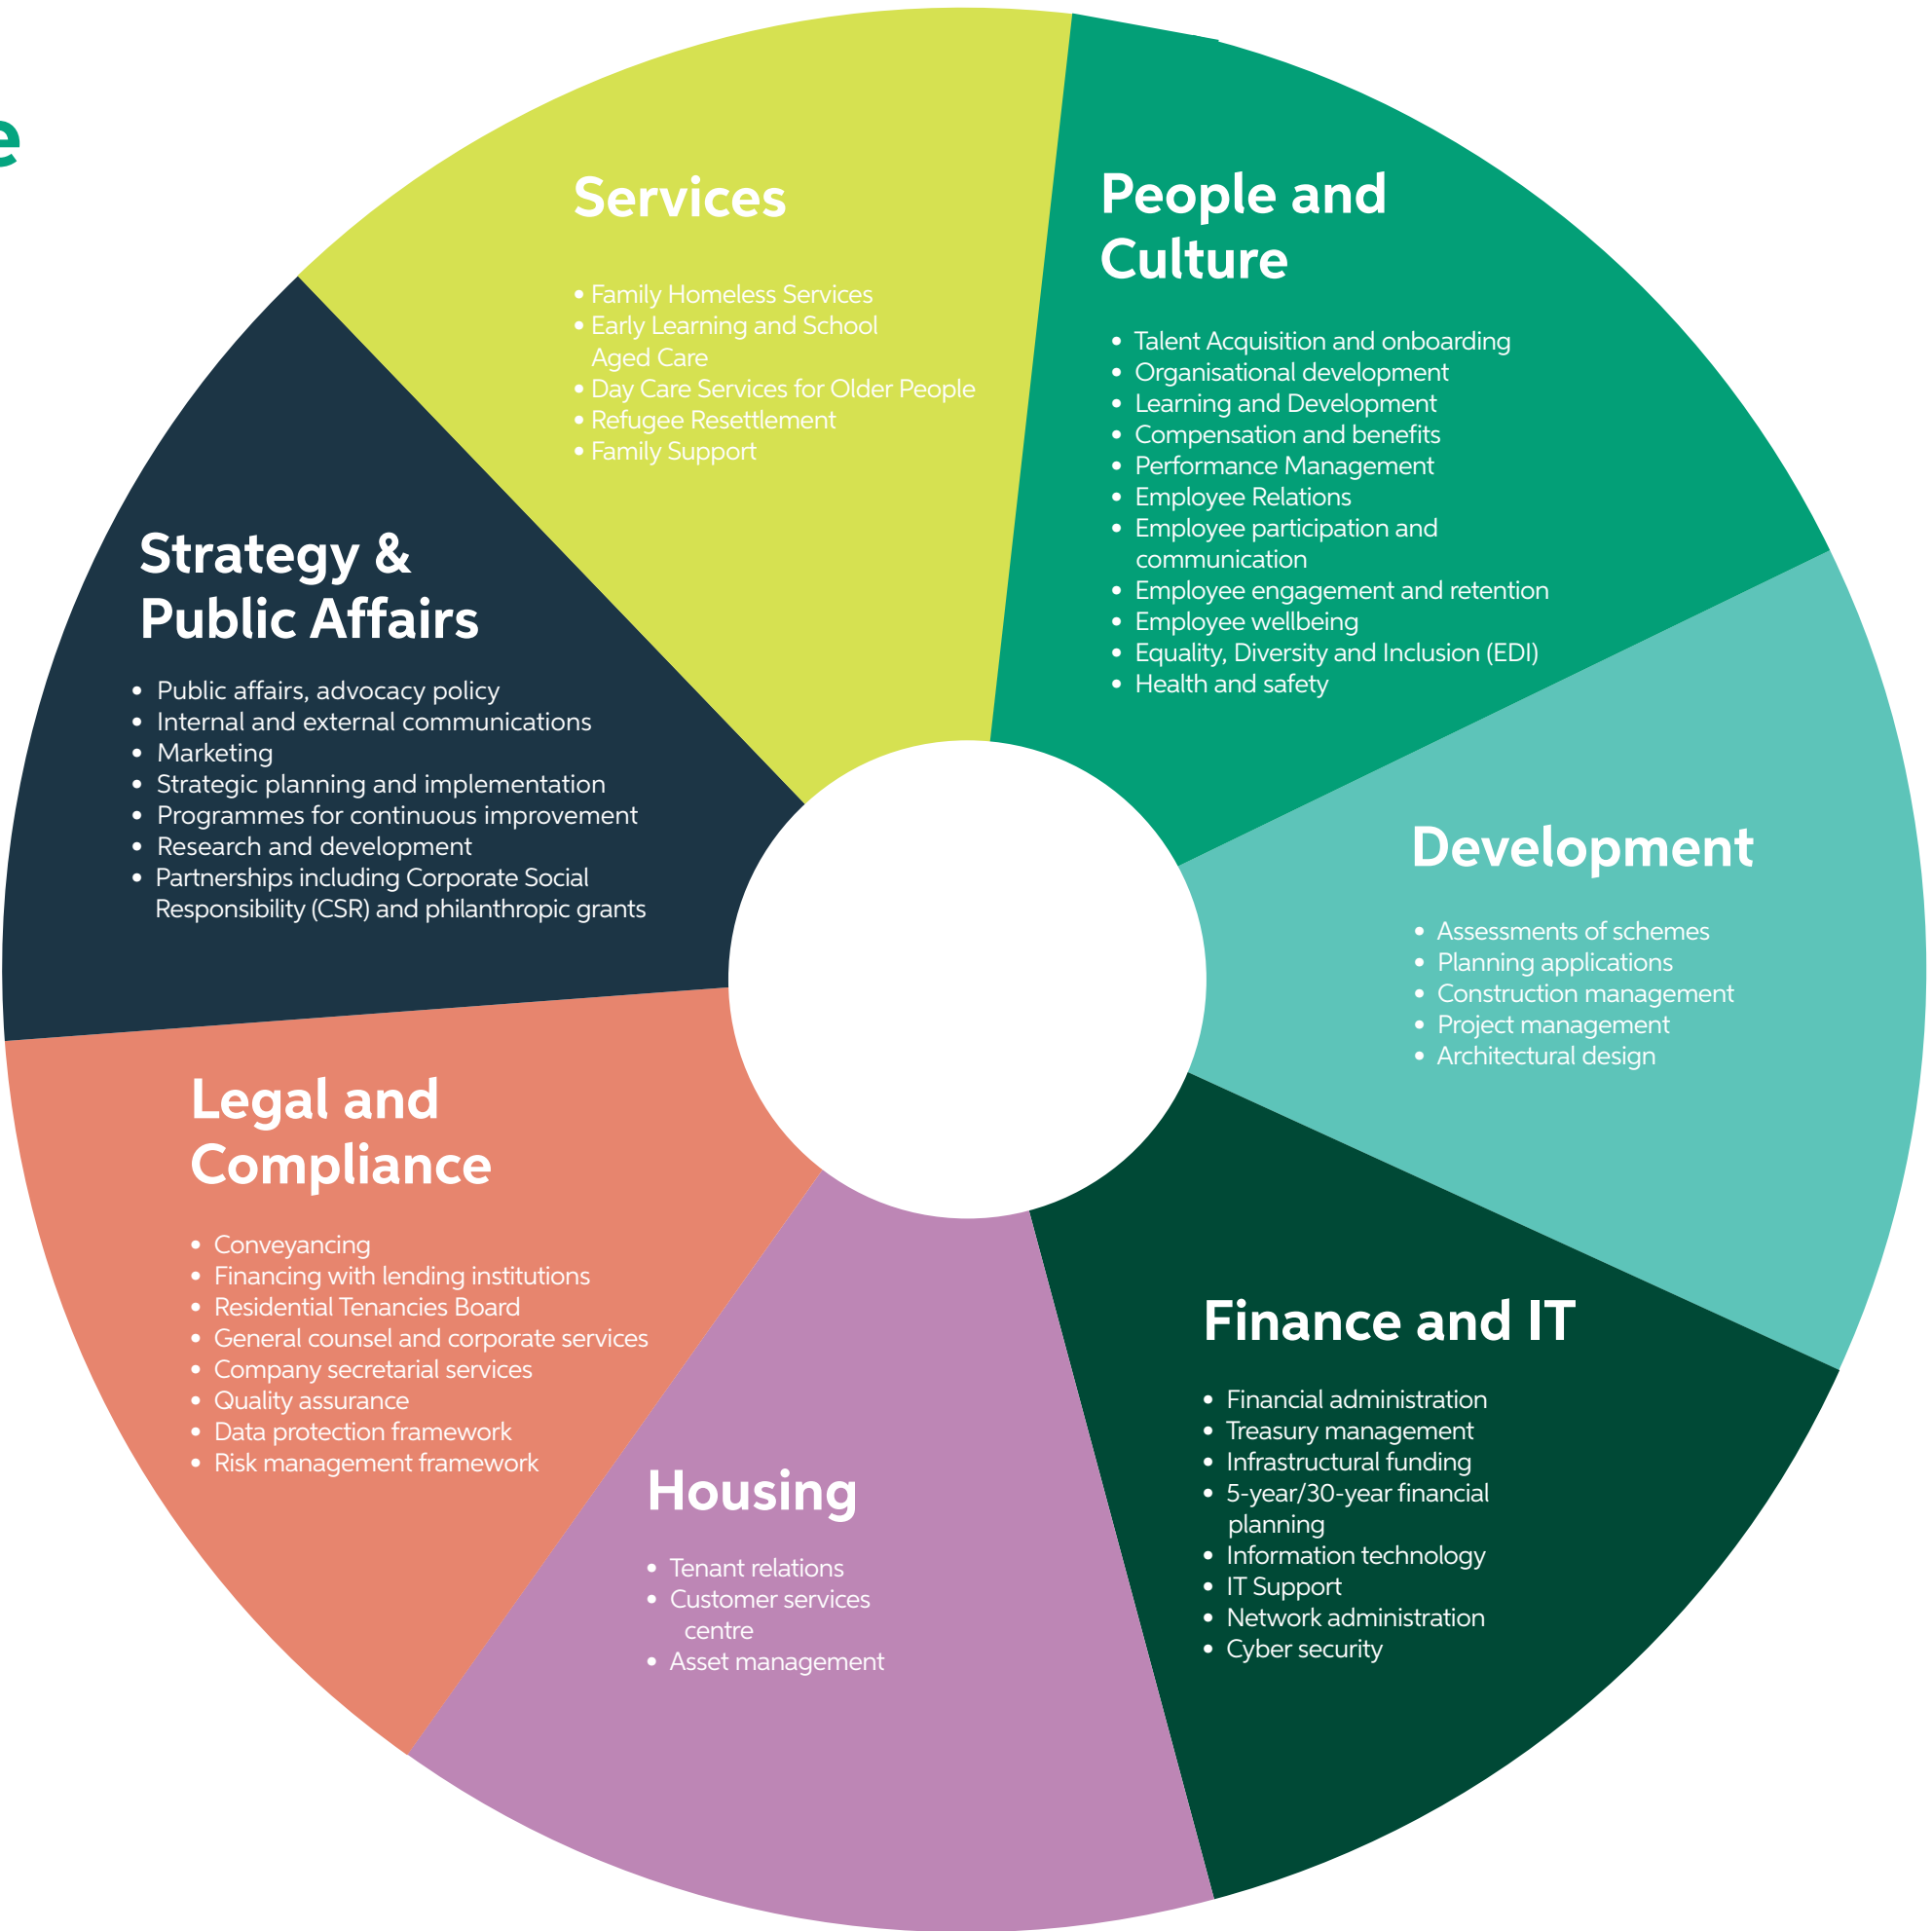 e
Services
• Family Homeless Services
• Early Learning and School
Aged Care
• Day Care Services for Older People
• Refugee Resettlement
• Family Support
People and
Culture
• Talent Acquisition and onboarding
• Organisational development
• Learning and Development
• Compensation and benefits
• Performance Management
• Employee Relations
• Employee participation and
communication
• Employee engagement and retention
• Employee wellbeing
• Equality, Diversity and Inclusion (EDI)
• Health and safety
Development
• Assessments of schemes
• Planning applications
• Construction management
• Project management
• Architectural design
Finance and IT
• Financial administration
• Treasury management
• Infrastructural funding
• 5-year/30-year financial
planning
• Information technology
• IT Support
• Network administration
• Cyber security
Housing
• Tenant relations
• Customer services
centre
• Asset management
Legal and
Compliance
• Conveyancing
• Financing with lending institutions
• Residential Tenancies Board
• General counsel and corporate services
• Company secretarial services
• Quality assurance
• Data protection framework
• Risk management framework
Strategy &
Public Affairs
• Public affairs, advocacy policy
• Internal and external communications
• Marketing
• Strategic planning and implementation
• Programmes for continuous improvement
• Research and development
• Partnerships including Corporate Social
Responsibility (CSR) and philanthropic grants